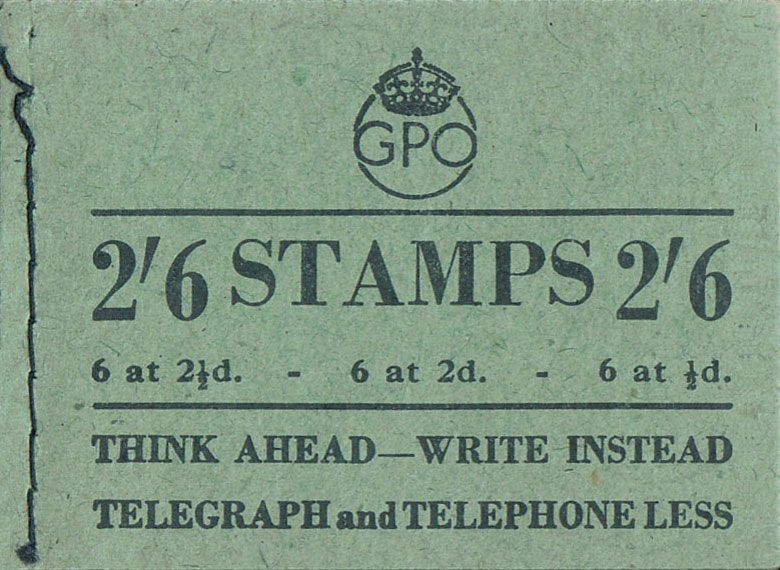 GPO
2'6 STAMPS 2'6
6 at 2½d. - 6 at 2d. - 6 at ½d.
THINK AHEAD—WRITE INSTEAD
TELEGRAPH and TELEPHONE LESS